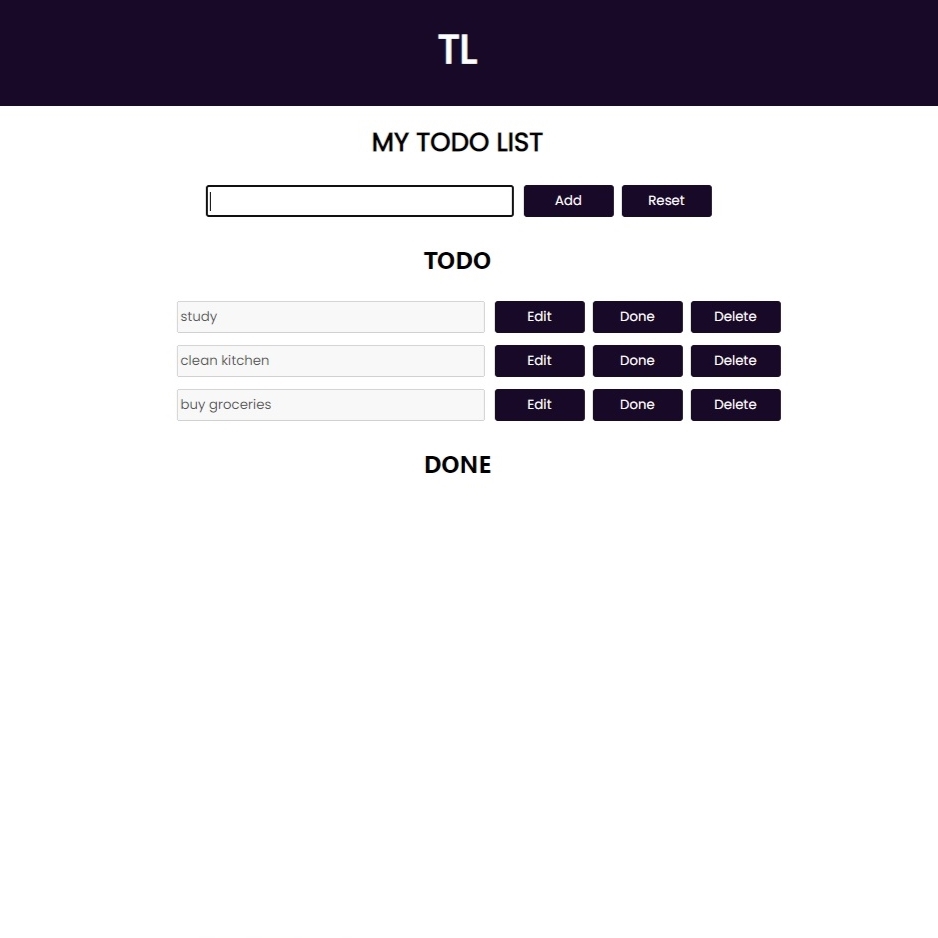 TL
MY TODO LIST
Add Reset
TODO
study Edit Done Delete
clean kitchen Edit Done Delete
buy groceries Edit Done Delete
DONE